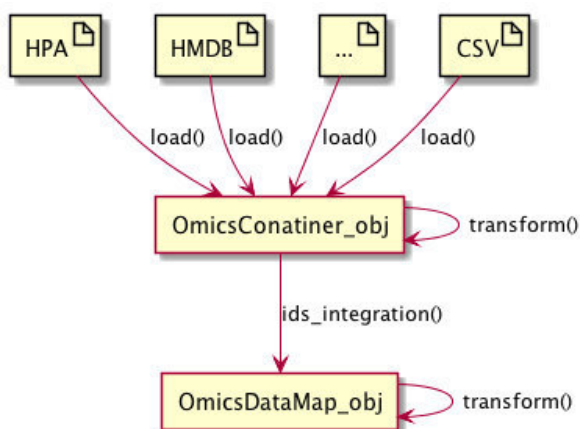 HPA
HMDB
...
CSV
load()
load()
load()
load()
OmicsConatiner_obj
transform()
ids_integration()
OmicsDataMap_obj
transform()